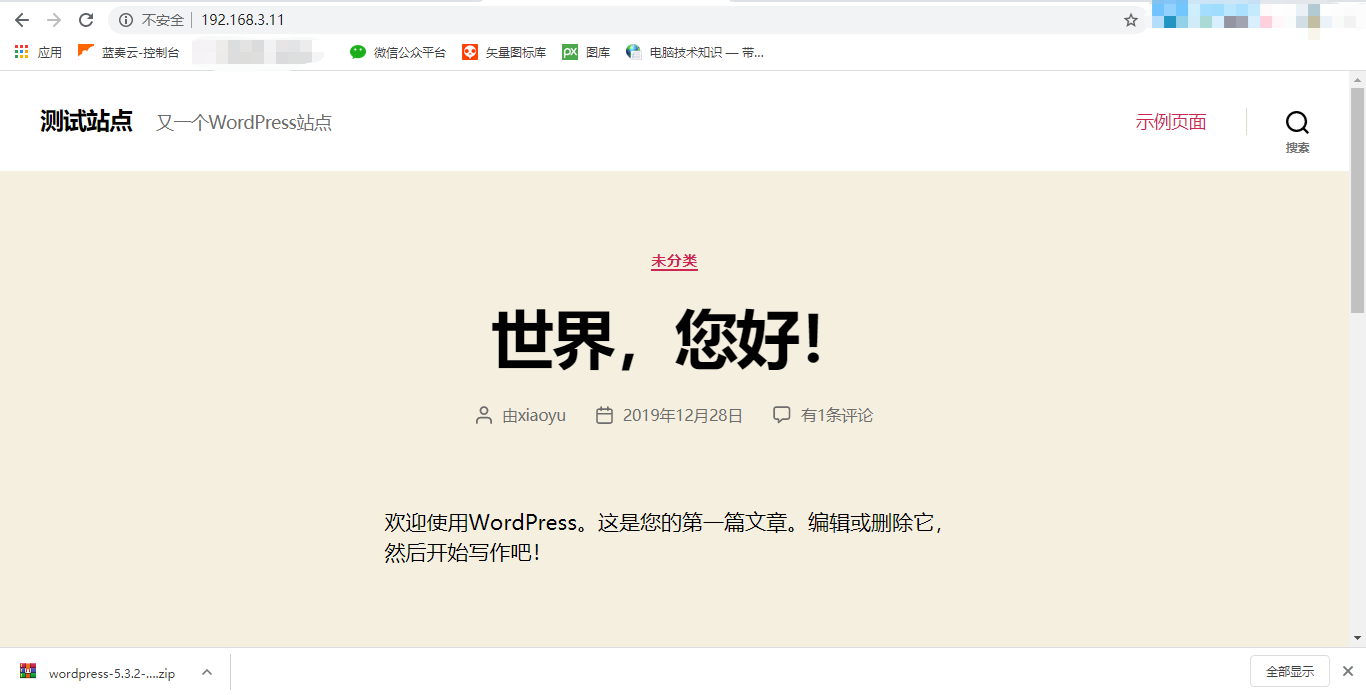 不安全 192.168.3.11
应用 蓝奏云-控制台 微信公众平台 矢量图标库 图库 电脑技术知识 — 带...
测试站点 又一个WordPress站点 示例页面
搜索
未分类
世界，您好！
由xiaoyu 2019年12月28日 有1条评论
欢迎使用WordPress。这是您的第一篇文章。编辑或删除它，
然后开始写作吧！
wordpress-5.3.2-....zip 全部显示